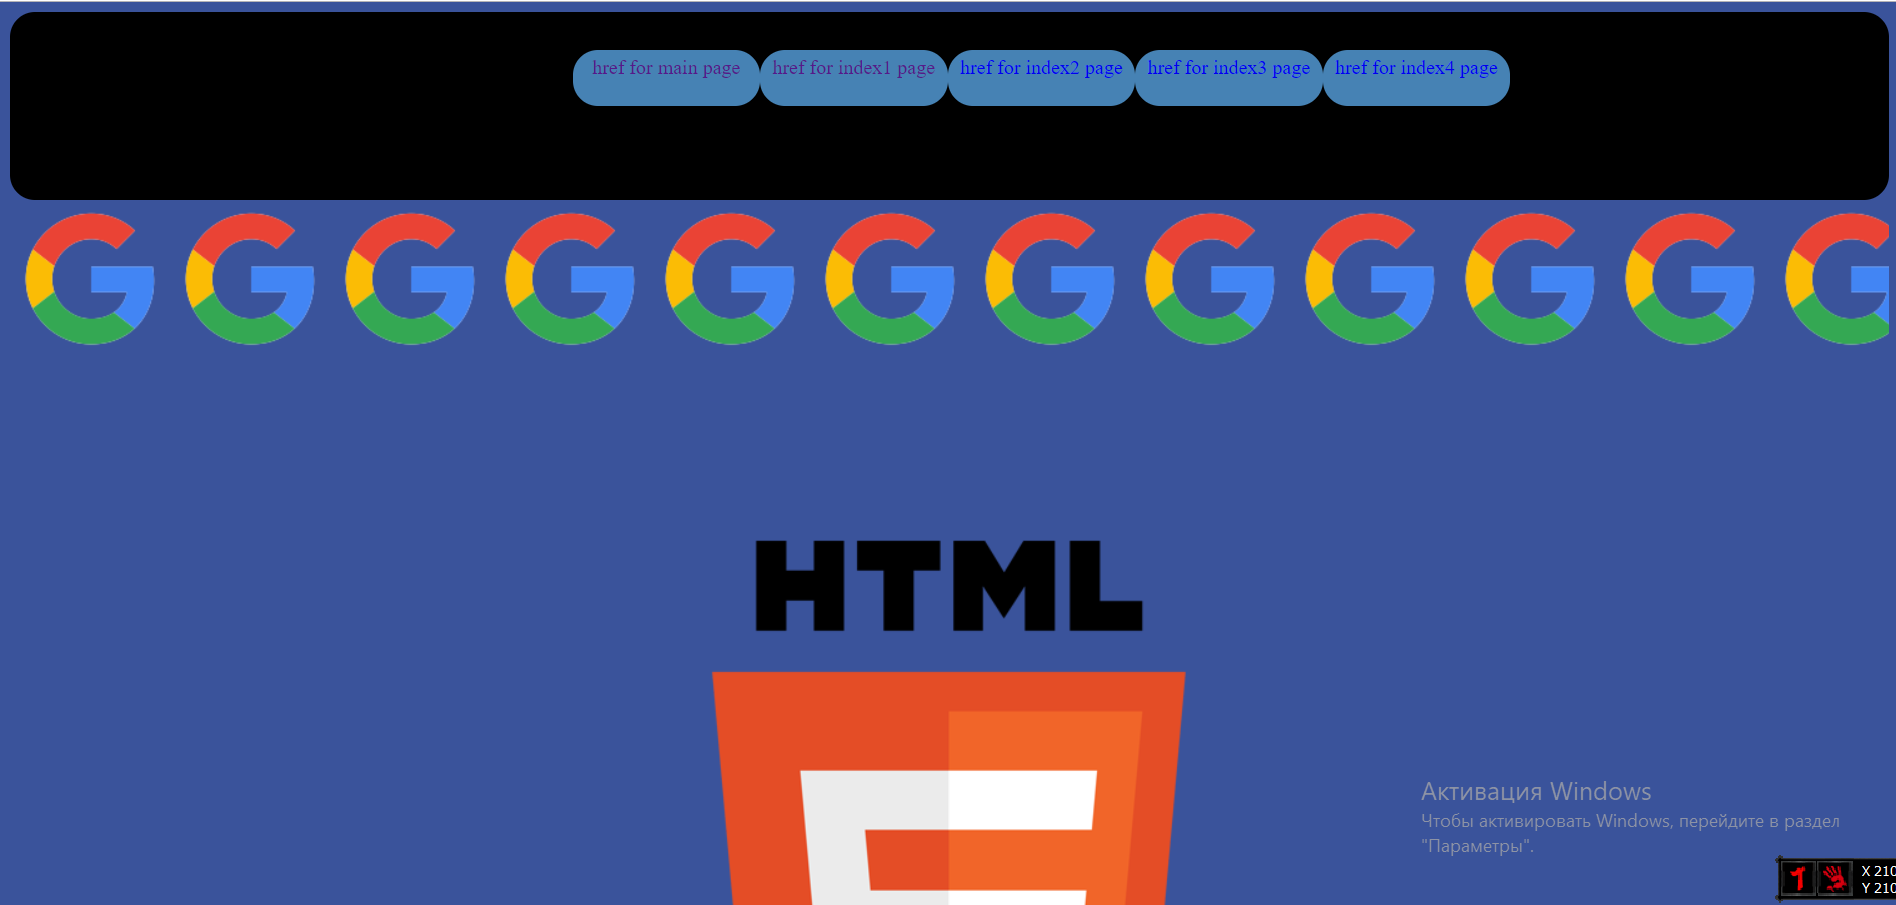 href for main page
href for index1 page
href for index2 page
href for index3 page
href for index4 page
HTML
Активация Windows
Чтобы активировать Windows, перейдите в раздел
"Параметры".
X 210
Y 210